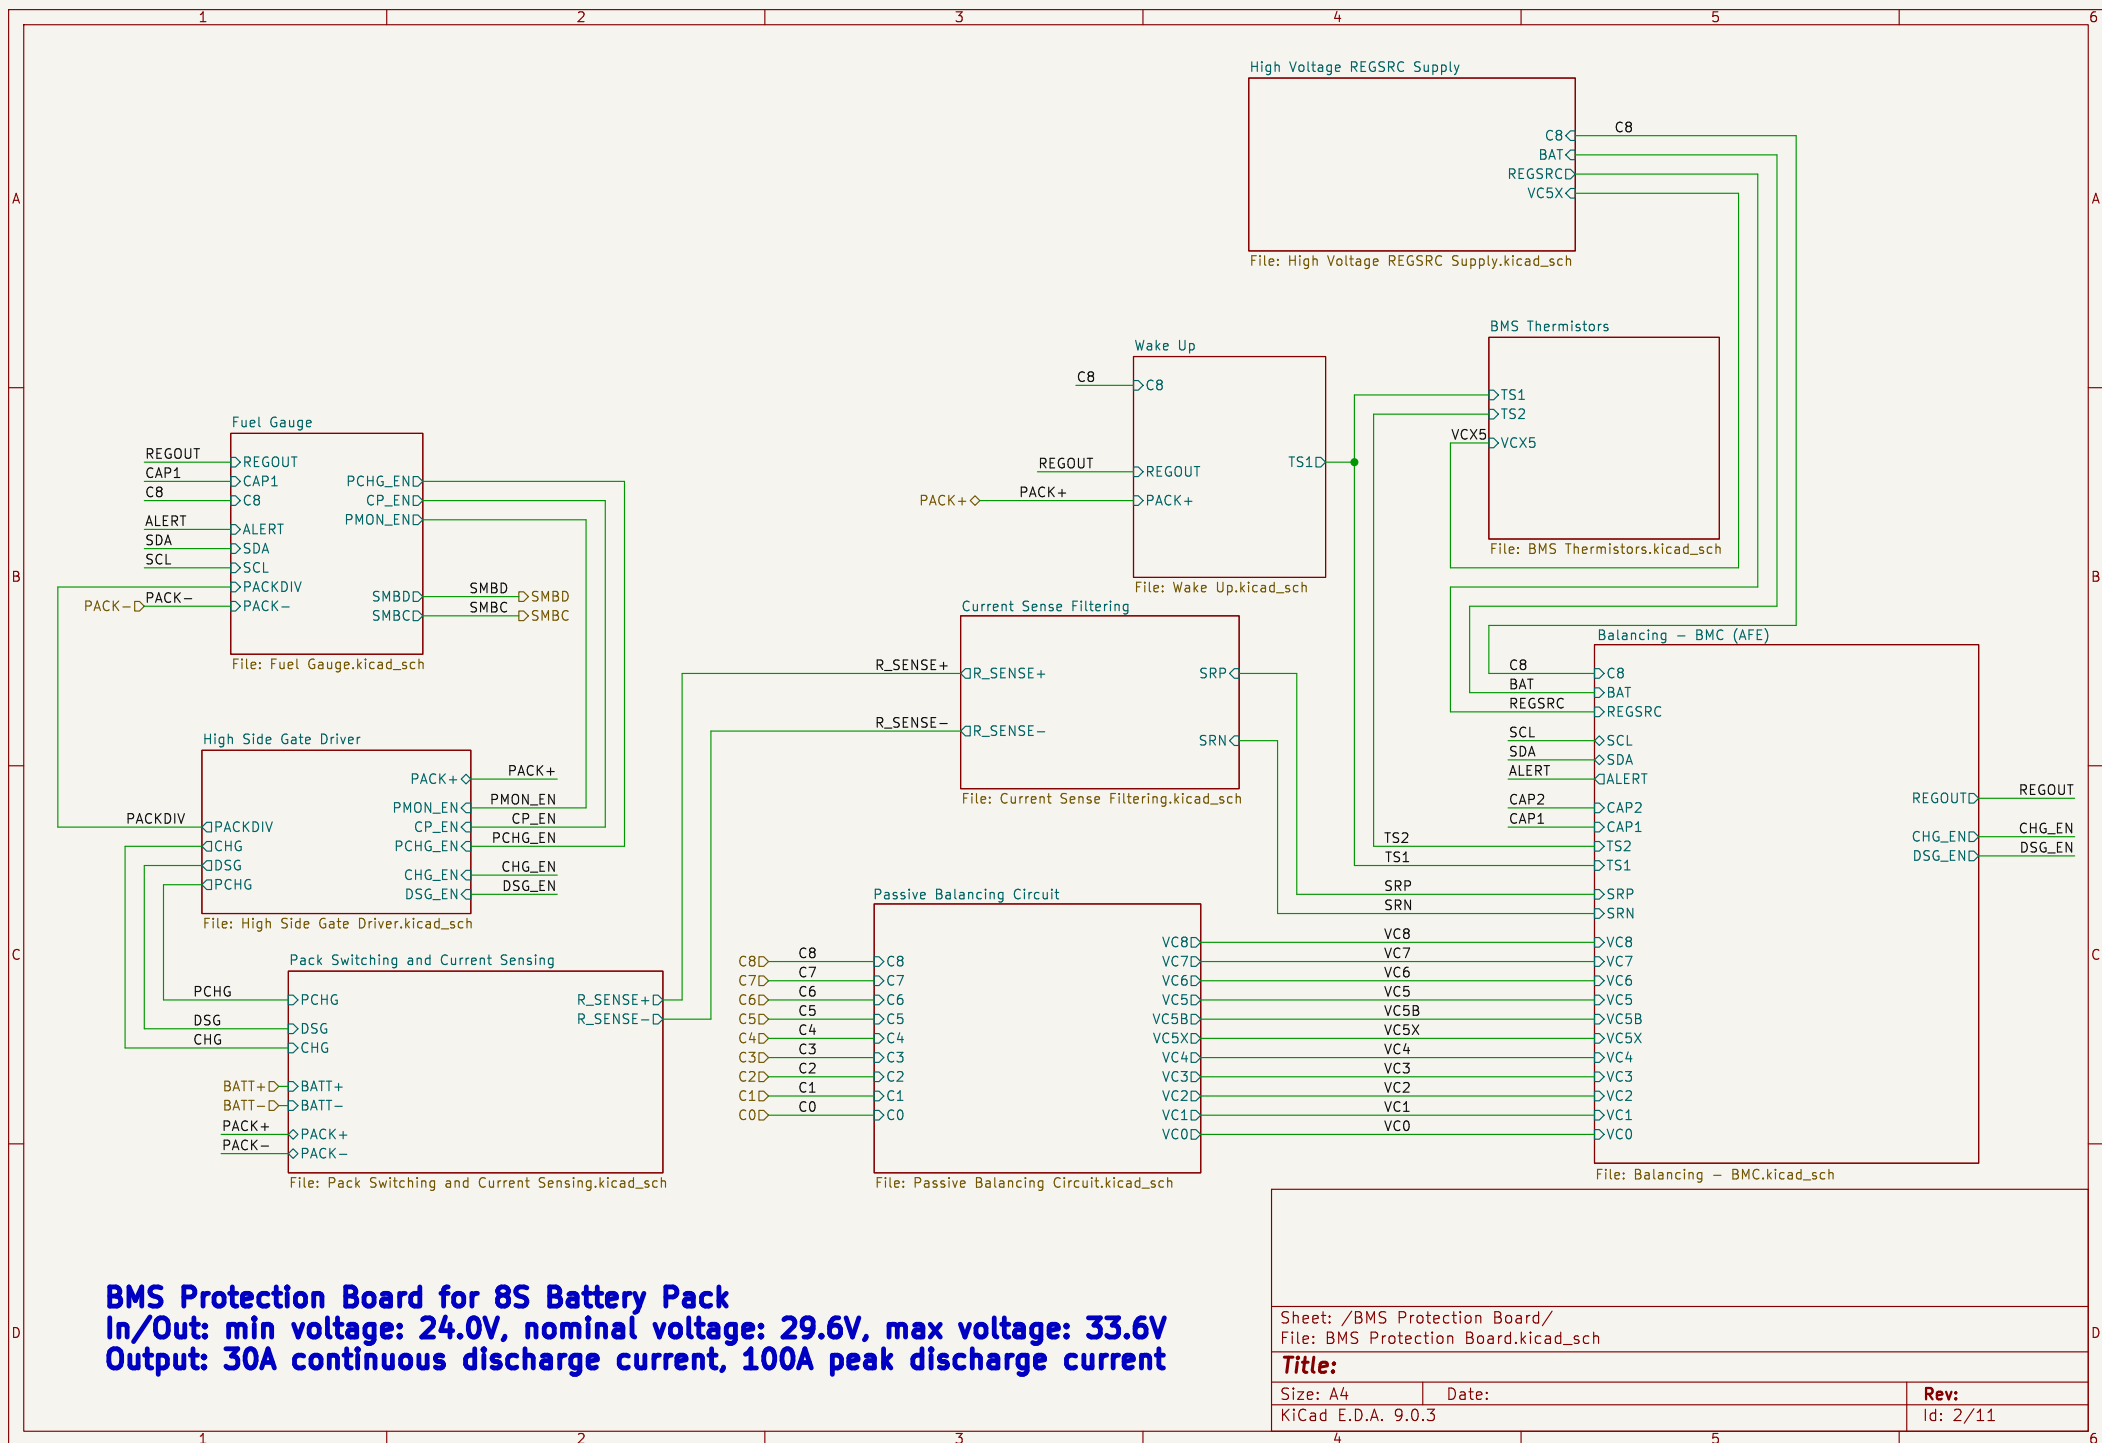 1 2 3 4 5 6
A
B
C
D
A
B
C
D
High Voltage REGSRC Supply
C8 C8
BAT
REGSRC
VC5X
File: High Voltage REGSRC Supply.kicad_sch
BMS Thermistors
TS1
TS2
VCX5 VCX5
File: BMS Thermistors.kicad_sch
Wake Up
C8 C8
TS1
REGOUT REGOUT
PACK+ PACK+ PACK+
File: Wake Up.kicad_sch
Fuel Gauge
REGOUT REGOUT
CAP1 CAP1 PCHG_EN
C8 C8 CP_EN
PMON_EN
ALERT ALERT
SDA SDA
SCL SCL
PACKDIV
PACK- PACK- PACK-
SMBD SMBD SMBD
SMBC SMBC SMBC
File: Fuel Gauge.kicad_sch
Current Sense Filtering
R_SENSE+ R_SENSE+ SRP
R_SENSE- R_SENSE- SRN
File: Current Sense Filtering.kicad_sch
High Side Gate Driver
PACK+ PACK+
PMON_EN PMON_EN
PACKDIV PACKDIV CP_EN CP_EN
CHG PCHG_EN PCHG_EN
DSG
CHG_EN CHG_EN
PCHG
DSG_EN DSG_EN
File: High Side Gate Driver.kicad_sch
Pack Switching and Current Sensing
PCHG PCHG R_SENSE+
R_SENSE-
DSG DSG
CHG CHG
BATT+ BATT+
BATT- BATT-
PACK+ PACK+
PACK- PACK-
File: Pack Switching and Current Sensing.kicad_sch
Passive Balancing Circuit
VC8
C8 C8 C8 VC7
C7 C7 C7 VC6
C6 C6 C6 VC5
C5 C5 C5 VC5B
C4 C4 C4 VC5X
C3 C3 C3 VC4
C2 C2 C2 VC3
C1 C1 C1 VC2
C0 C0 C0 VC1
VC0
File: Passive Balancing Circuit.kicad_sch
Balancing - BMC (AFE)
C8 C8
BAT BAT
REGSRC REGSRC
SCL SCL
SDA SDA
ALERT ALERT
REGOUT REGOUT
CAP2 CAP2
CAP1 CAP1
CHG_EN CHG_EN
TS2 TS2
DSG_EN DSG_EN
TS1 TS1
SRP SRP
SRN SRN
VC8 VC8
VC7 VC7
VC6 VC6
VC5 VC5
VC5B VC5B
VC5X VC5X
VC4 VC4
VC3 VC3
VC2 VC2
VC1 VC1
VC0 VC0
File: Balancing - BMC.kicad_sch
BMS Protection Board for 8S Battery Pack
In/Out: min voltage: 24.0V, nominal voltage: 29.6V, max voltage: 33.6V
Output: 30A continuous discharge current, 100A peak discharge current
Sheet: /BMS Protection Board/
File: BMS Protection Board.kicad_sch
Title:
Size: A4 Date: Rev:
KiCad E.D.A. 9.0.3 Id: 2/11
1 2 3 4 5 6